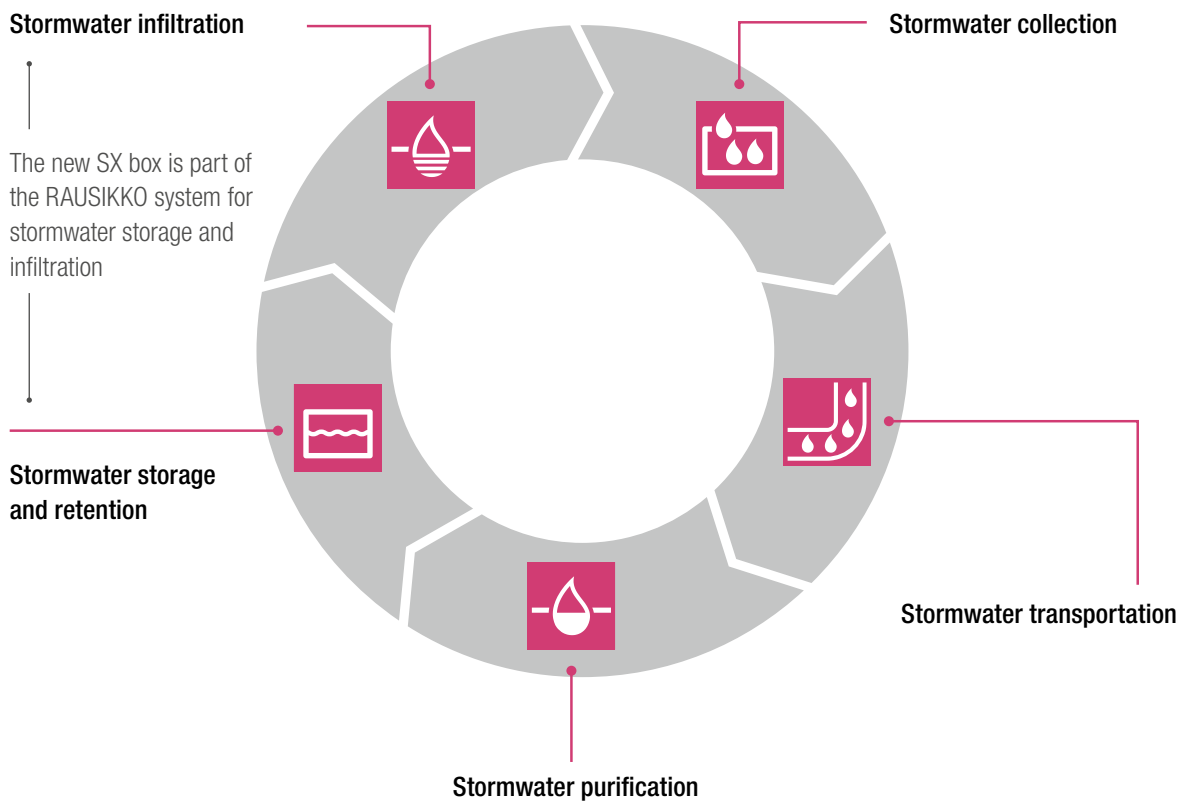 Stormwater infiltration
Stormwater collection
The new SX box is part of
the RAUSIKKO system for
stormwater storage and
infiltration
Stormwater storage
and retention
Stormwater transportation
Stormwater purification